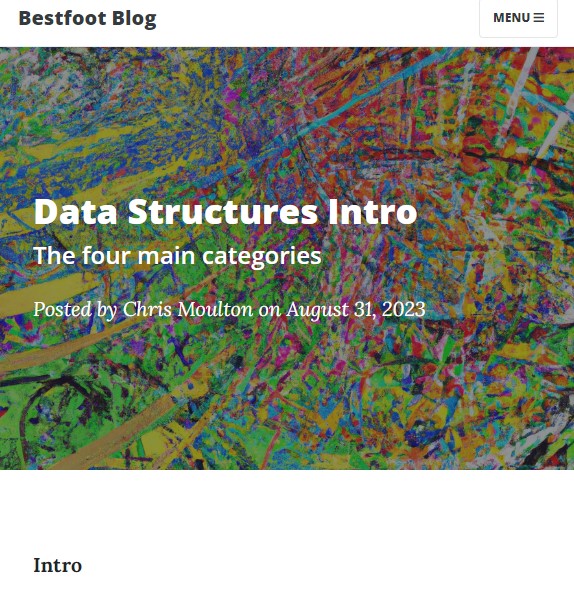 Bestfoot Blog
MENU
Data Structures Intro
The four main categories
Posted by Chris Moulton on August 31, 2023
Intro